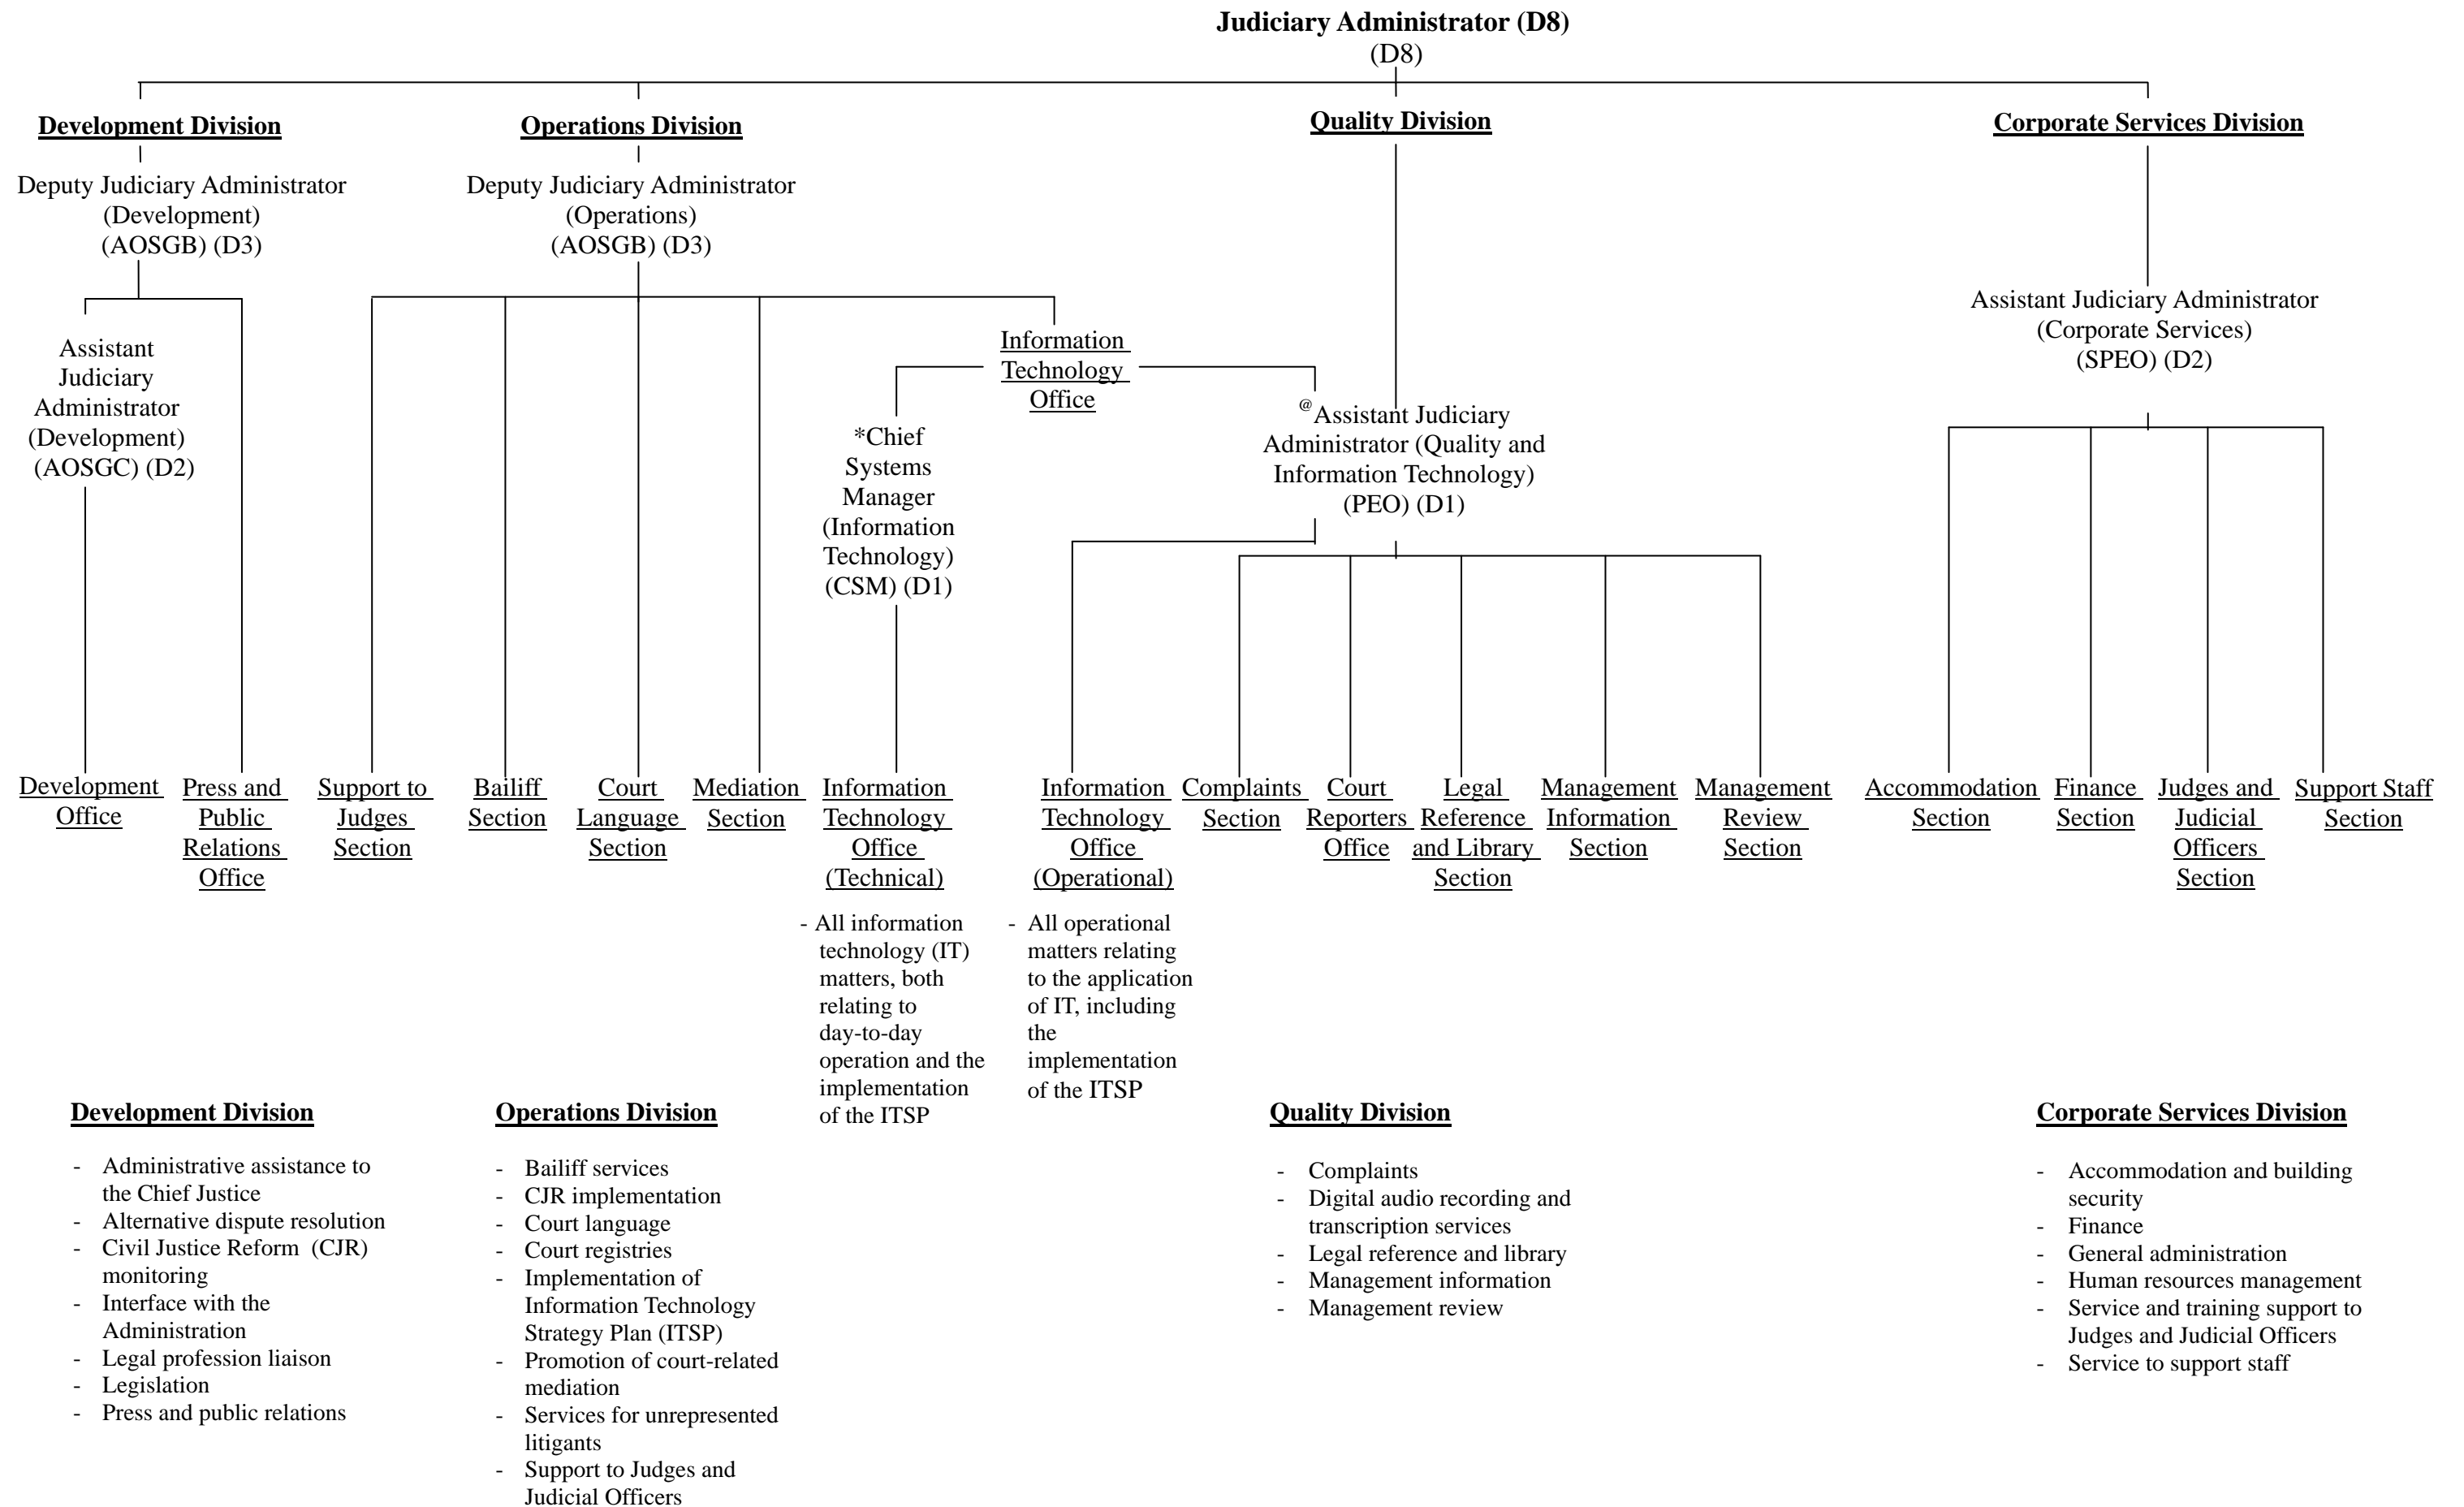 Judiciary Administrator (D8)
(D8)
Development Division
Operations Division
Quality Division
Corporate Services Division
Deputy Judiciary Administrator
(Development)
(AOSGB) (D3)
Deputy Judiciary Administrator
(Operations)
(AOSGB) (D3)
Assistant Judiciary Administrator
(Corporate Services)
(SPEO) (D2)
Assistant
Judiciary
Administrator
(Development)
(AOSGC) (D2)
Information
Technology
Office
*Chief
Systems
Manager
(Information
Technology)
(CSM) (D1)
@Assistant Judiciary
Administrator (Quality and
Information Technology)
(PEO) (D1)
Development
Office
Press and
Public
Relations
Office
Support to
Judges
Section
Bailiff
Section
Court
Language
Section
Mediation
Section
Information
Technology
Office
(Technical)
- All information
technology (IT)
matters, both
relating to
day-to-day
operation and the
implementation
of the ITSP
Information
Technology
Office
(Operational)
- All operational
matters relating
to the application
of IT, including
the
implementation
of the ITSP
Complaints
Section
Court
Reporters
Office
Legal
Reference
and Library
Section
Management
Information
Section
Management
Review
Section
Accommodation
Section
Finance
Section
Judges and
Judicial
Officers
Section
Support Staff
Section
Development Division
- Administrative assistance to
the Chief Justice
- Alternative dispute resolution
- Civil Justice Reform (CJR)
monitoring
- Interface with the
Administration
- Legal profession liaison
- Legislation
- Press and public relations
Operations Division
- Bailiff services
- CJR implementation
- Court language
- Court registries
- Implementation of
Information Technology
Strategy Plan (ITSP)
- Promotion of court-related
mediation
- Services for unrepresented
litigants
- Support to Judges and
Judicial Officers
Quality Division
- Complaints
- Digital audio recording and
transcription services
- Legal reference and library
- Management information
- Management review
Corporate Services Division
- Accommodation and building
security
- Finance
- General administration
- Human resources management
- Service and training support to
Judges and Judicial Officers
- Service to support staff